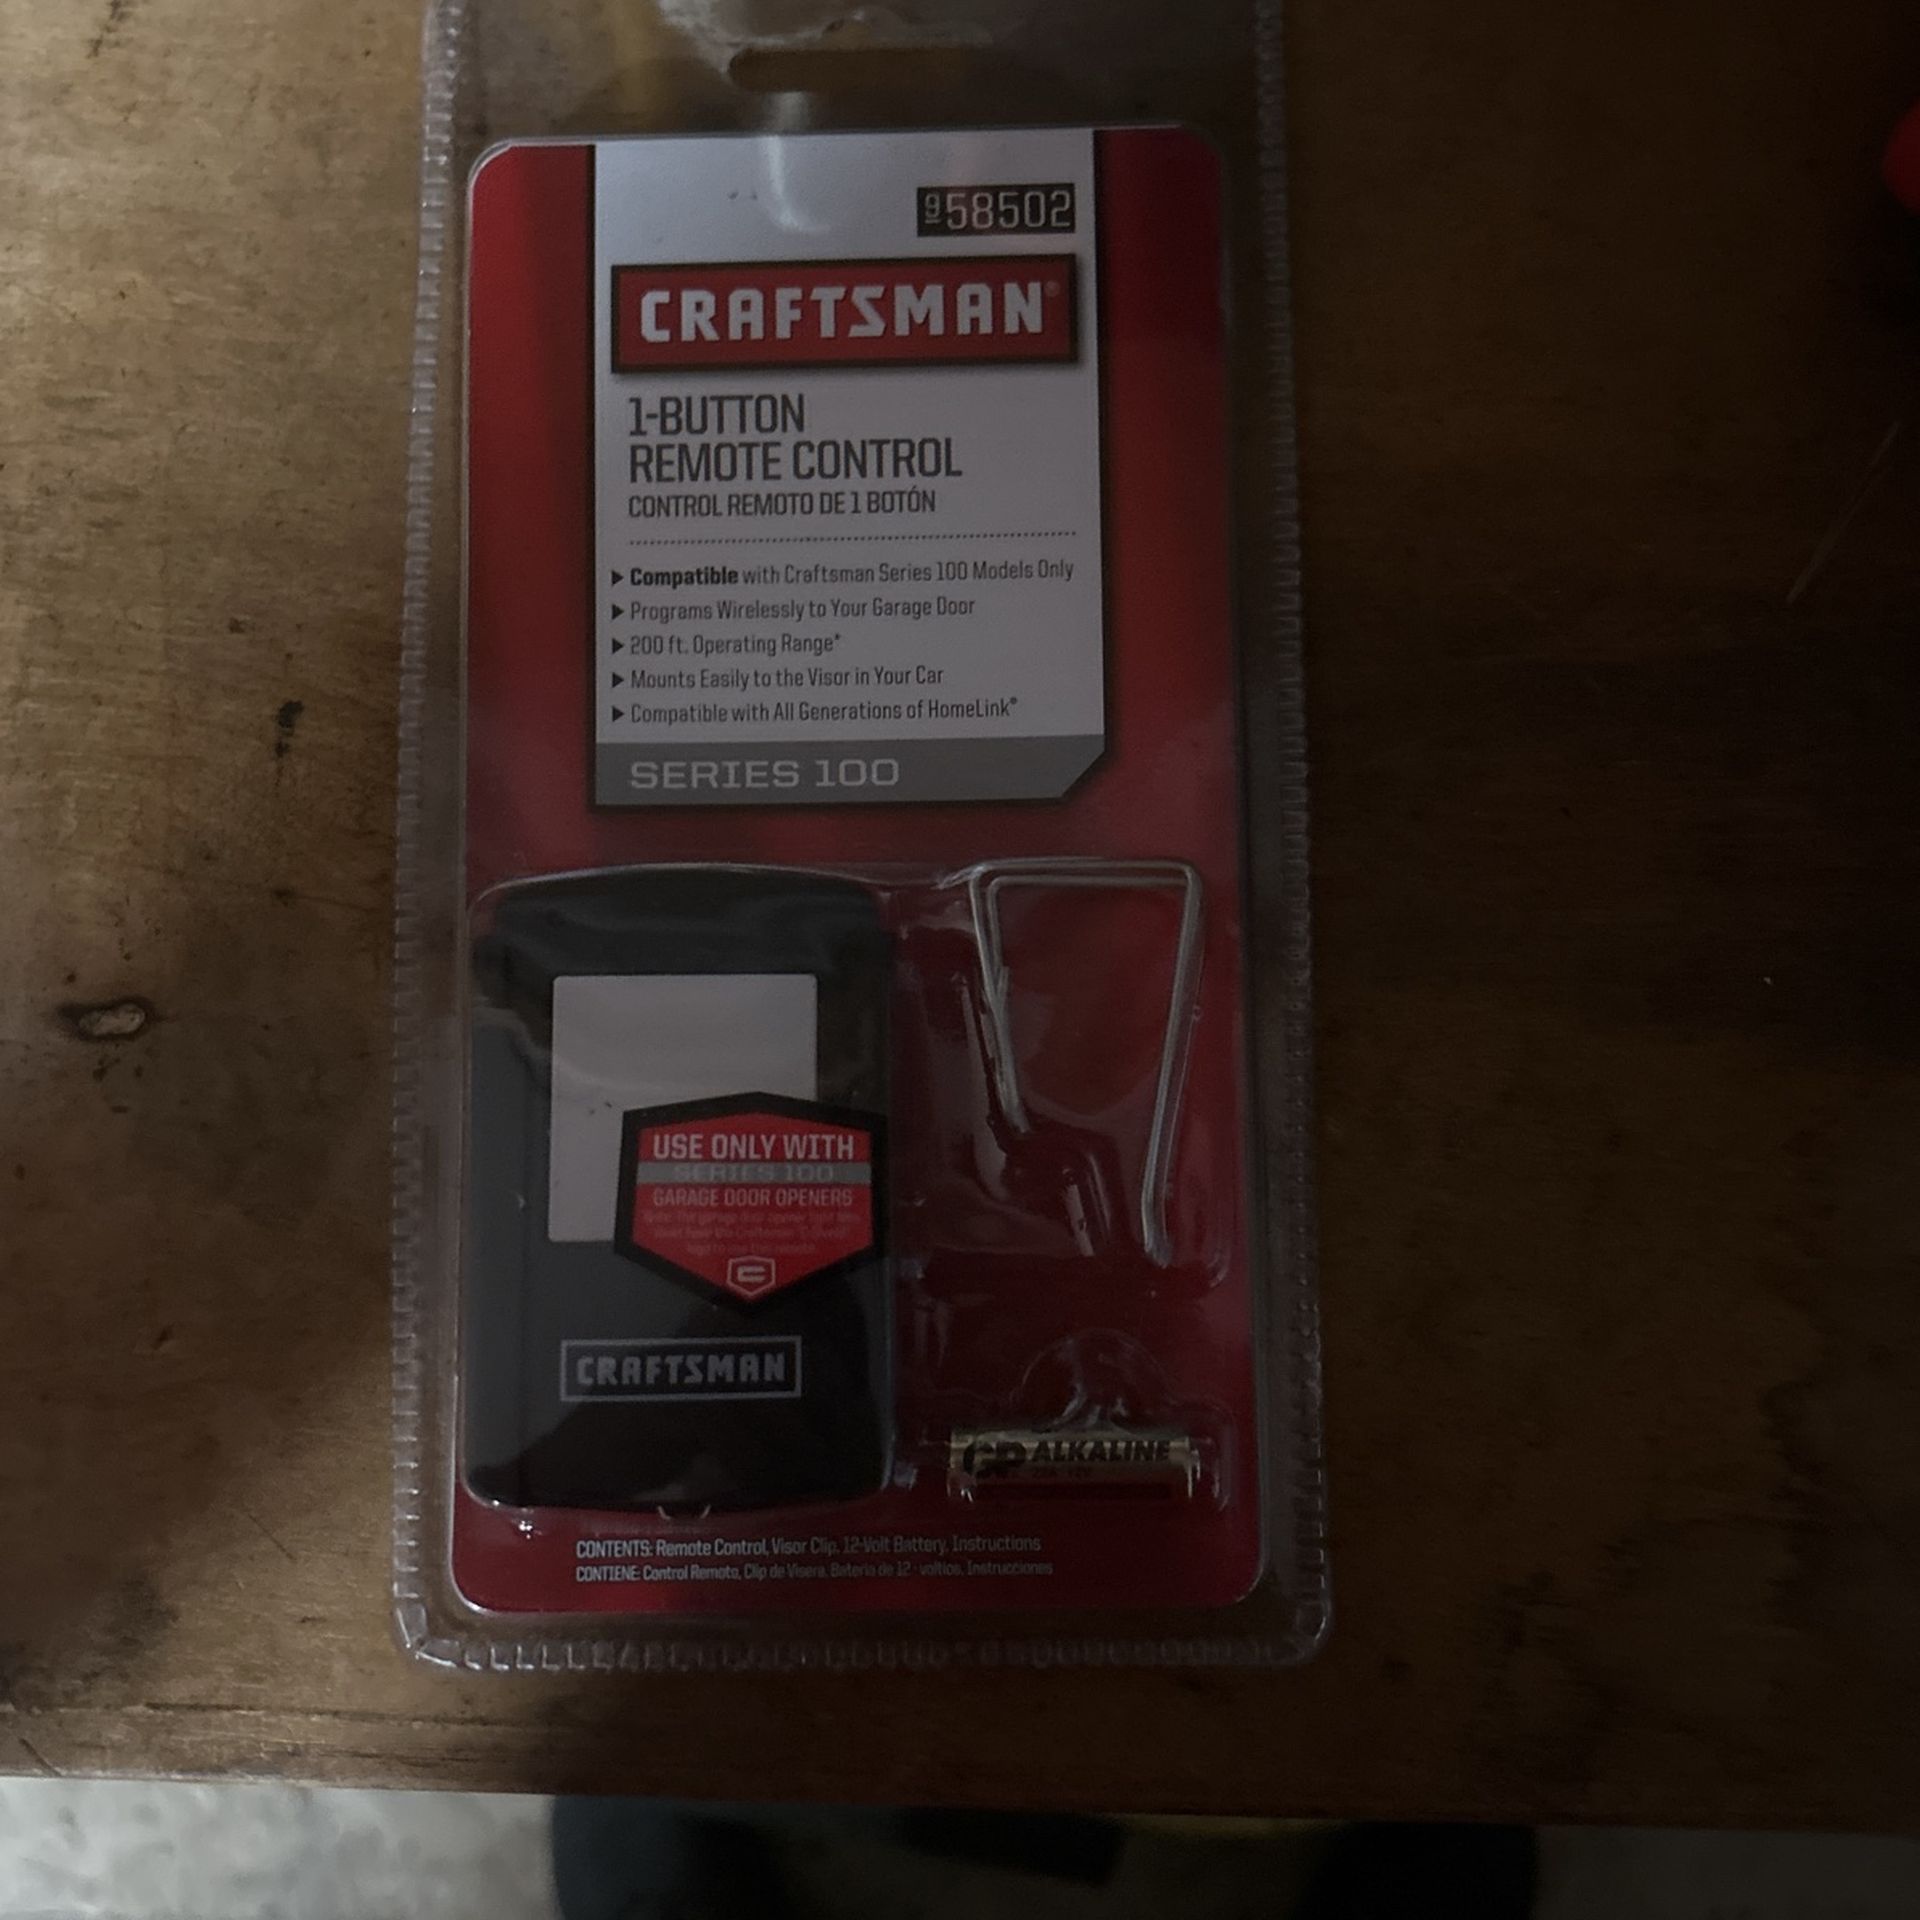 958502
CRAFTSMAN®
1-BUTTON
REMOTE CONTROL
CONTROL REMOTO DE 1 BOTÓN
▶ Compatible with Craftsman Series 100 Models Only
▶ Programs Wirelessly to Your Garage Door
▶ 200 ft. Operating Range*
▶ Mounts Easily to the Visor in Your Car
▶ Compatible with All Generations of HomeLink®
SERIES 100
USE ONLY WITH
SERIES 100
GARAGE DOOR OPENERS
CRAFTSMAN
GP ALKALINE
CONTENTS: Remote Control, Visor Clip, 12-Volt Battery, Instructions
CONTIENE: Control Remoto, Clip de Visera, Batería de 12-voltios, Instrucciones